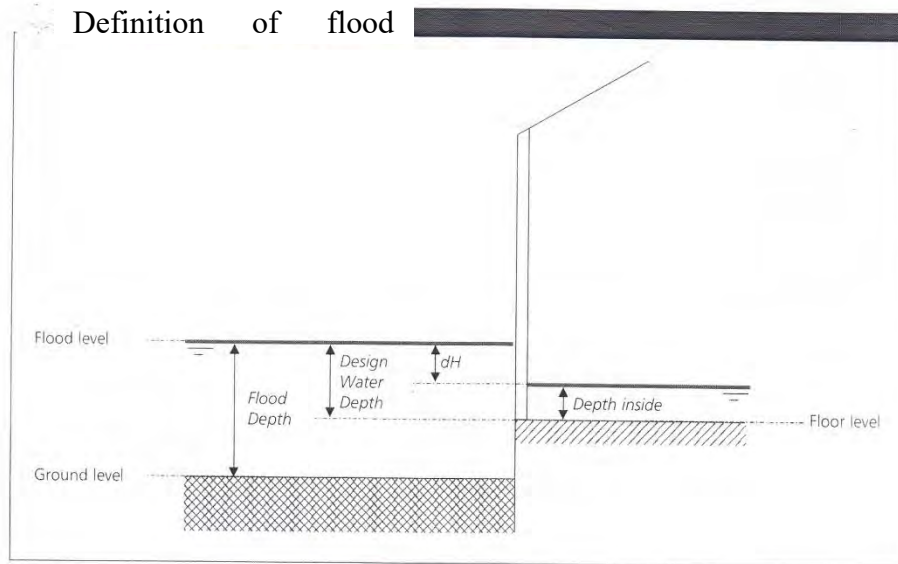 Definition of flood
Flood level
Design
Water
Depth
dH
Flood
Depth
Depth inside
Floor level
Ground level